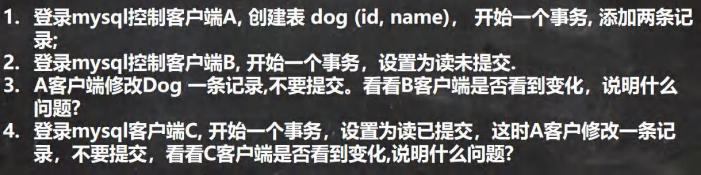 1. 登录mysql控制客户端A, 创建表 dog (id, name)， 开始一个事务, 添加两条记
录;
2. 登录mysql控制客户端B, 开始一个事务，设置为读未提交.
3. A客户端修改Dog 一条记录,不要提交。看看B客户端是否看到变化，说明什么
问题?
4. 登录mysql客户端C, 开始一个事务，设置为读已提交，这时A客户修改一条记
录，不要提交，看看C客户端是否看到变化,说明什么问题?